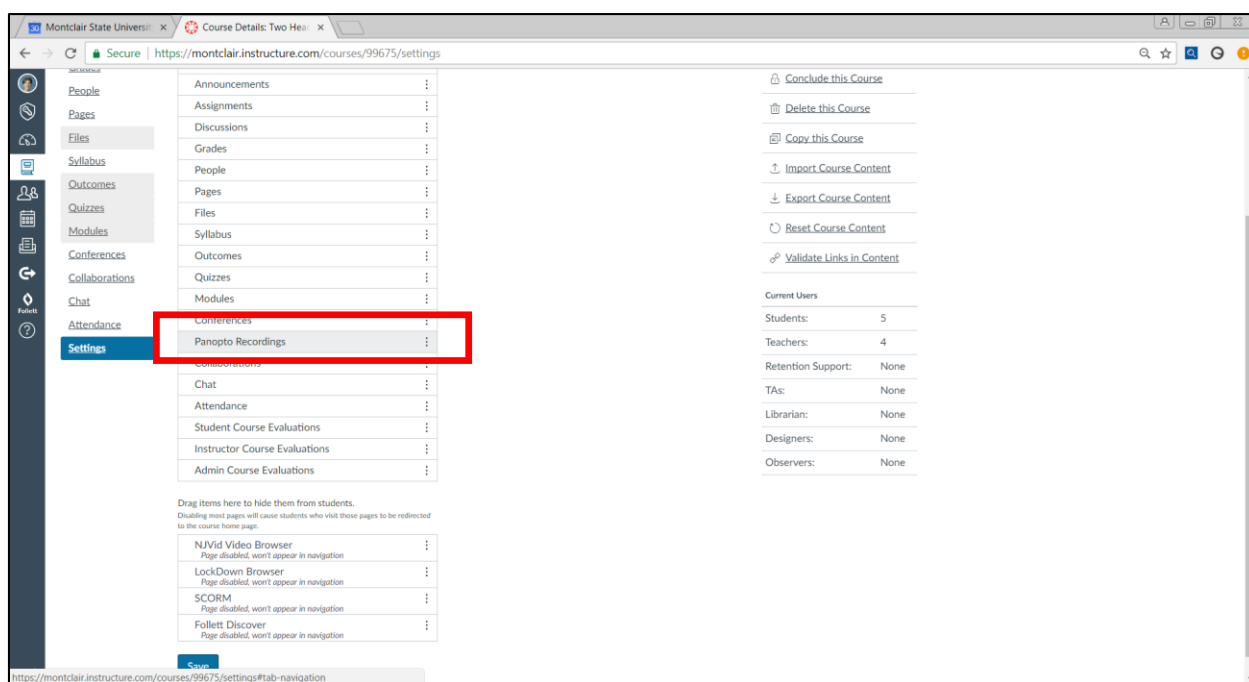 30 Montclair State Universit ×
Course Details: Two Head ×
Secure | https://montclair.instructure.com/courses/99675/settings
Grades
People
Pages
Files
Syllabus
Outcomes
Quizzes
Modules
Conferences
Collaborations
Chat
Attendance
Settings
Follett
Announcements
Assignments
Discussions
Grades
People
Pages
Files
Syllabus
Outcomes
Quizzes
Modules
Conferences
Panopto Recordings
Collaborations
Chat
Attendance
Student Course Evaluations
Instructor Course Evaluations
Admin Course Evaluations
Drag items here to hide them from students.
Disabling most pages will cause students who visit those pages to be redirected
to the course home page.
NJVid Video Browser
Page disabled, won't appear in navigation
LockDown Browser
Page disabled, won't appear in navigation
SCORM
Page disabled, won't appear in navigation
Follett Discover
Page disabled, won't appear in navigation
Save
Conclude this Course
Delete this Course
Copy this Course
Import Course Content
Export Course Content
Reset Course Content
Validate Links in Content
Current Users
Students: 5
Teachers: 4
Retention Support: None
TAs: None
Librarian: None
Designers: None
Observers: None
https://montclair.instructure.com/courses/99675/settings#tab-navigation